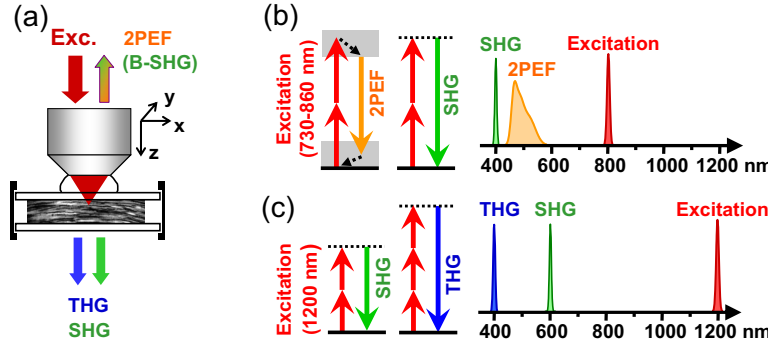 (a)
Exc.
2PEF
(B-SHG)
y
x
z
THG
SHG
(b)
Excitation
(730-860 nm)
2PEF
SHG
SHG
2PEF
Excitation
400 600 800 1000 1200 nm
(c)
Excitation
(1200 nm)
SHG
THG
THG SHG Excitation
400 600 800 1000 1200 nm